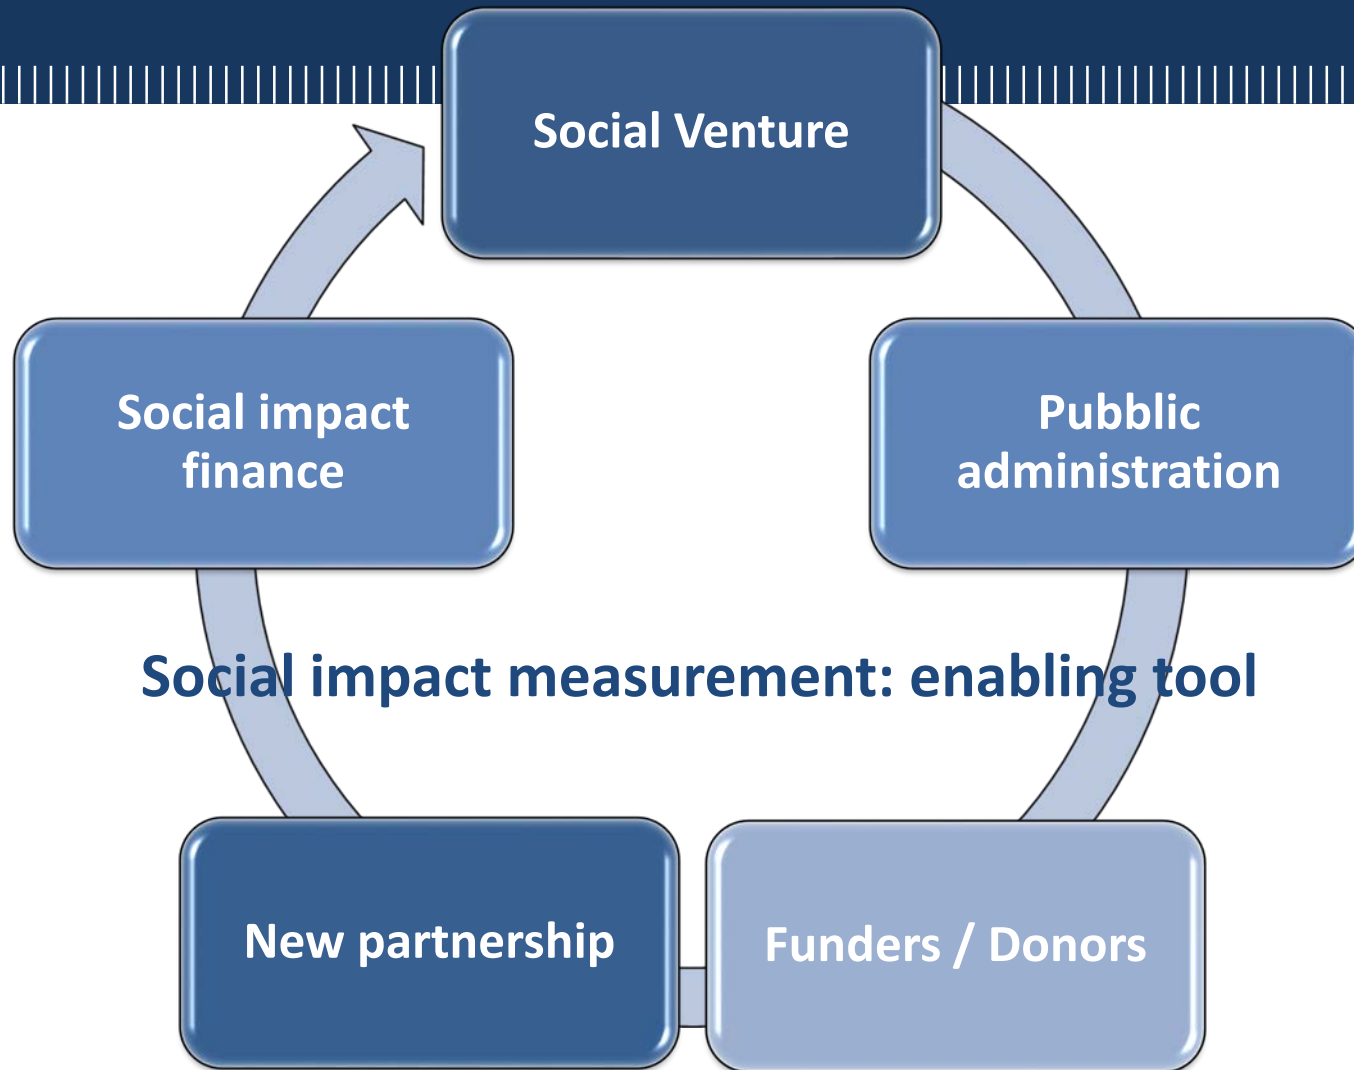 Social Venture
Social impact
finance
Pubblic
administration
Social impact measurement: enabling tool
New partnership
Funders / Donors